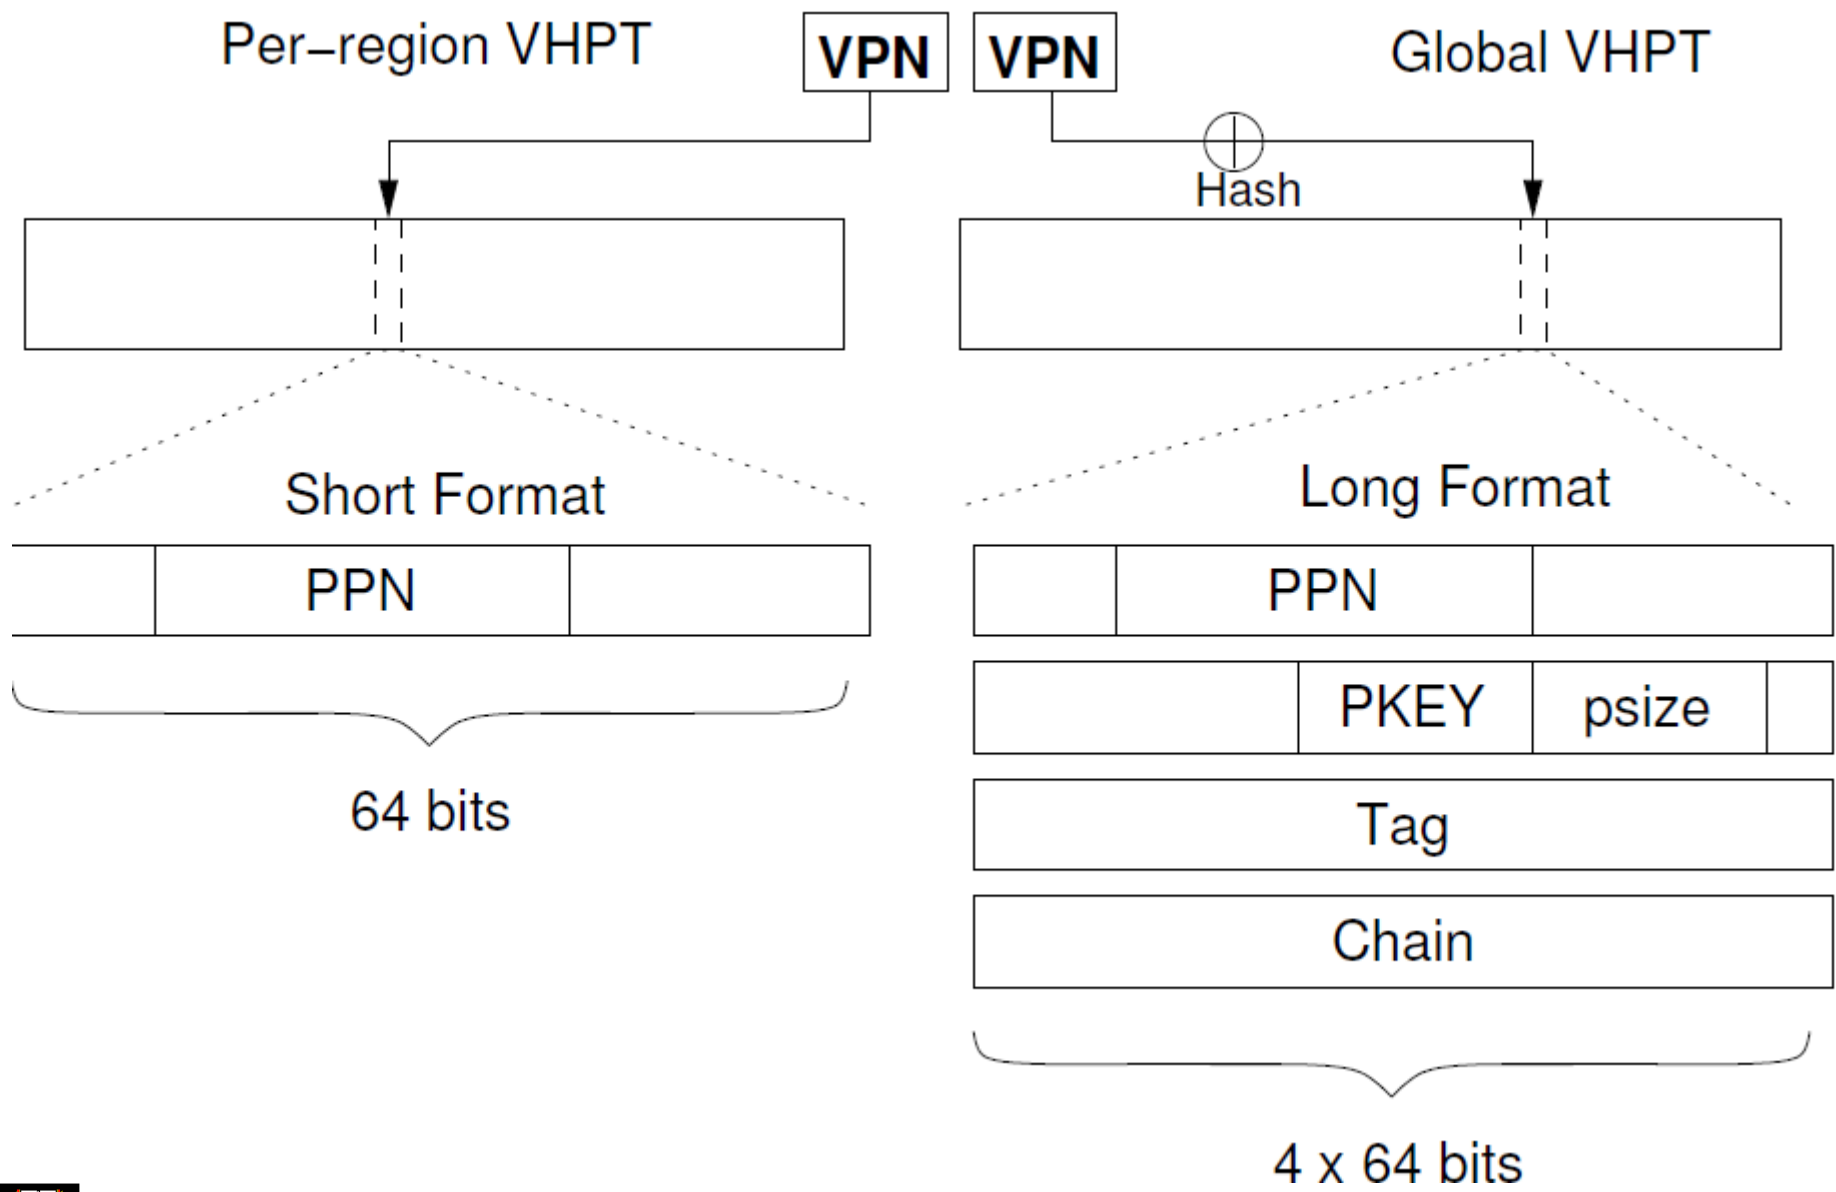 Per-region VHPT
VPN
VPN
Global VHPT
Hash
Short Format
Long Format
PPN
PPN
PKEY
psize
64 bits
Tag
Chain
4 x 64 bits